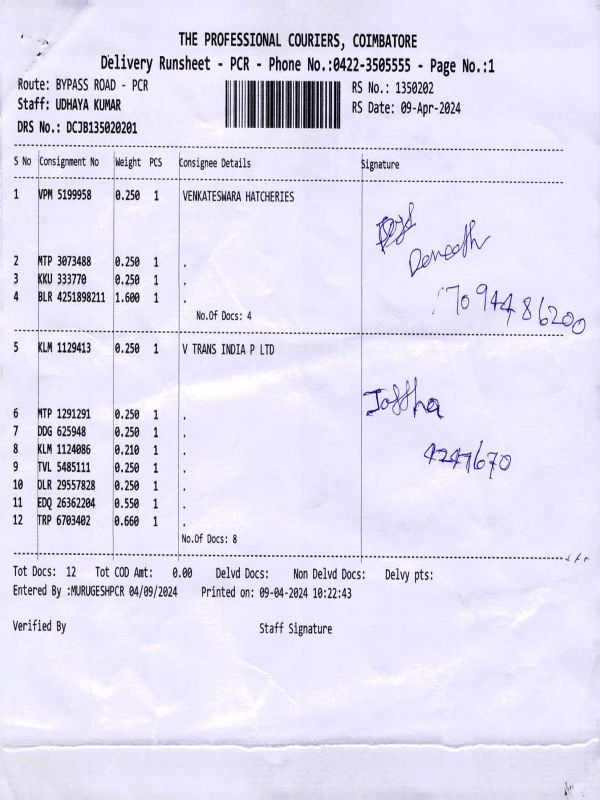 THE PROFESSIONAL COURIERS, COIMBATORE
Delivery Runsheet - PCR - Phone No.:0422-3505555 - Page No.:1
Route: BYPASS ROAD - PCR
Staff: UDHAYA KUMAR
DRS No.: DCJB135020201
RS No.: 1350202
RS Date: 09-Apr-2024
S No Consignment No Weight PCS Consignee Details Signature
1 VPM 5199958 0.250 1 VENKATESWARA HATCHERIES
2 MTP 3073488 0.250 1 .
3 KKU 333770 0.250 1 .
4 BLR 4251898211 1.600 1 .
No.Of Docs: 4
7094486200
5 KLM 1129413 0.250 1 V TRANS INDIA P LTD
6 MTP 1291291 0.250 1 .
7 DDG 625948 0.250 1 .
8 KLM 1124086 0.210 1 .
9 TVL 5485111 0.250 1 .
10 DLR 29557828 0.250 1 .
11 EDQ 26362204 0.550 1 .
12 TRP 6703402 0.660 1 .
No.Of Docs: 8
4247670
Tot Docs: 12 Tot COD Amt: 0.00 Delvd Docs: Non Delvd Docs: Delvy pts:
Entered By :MURUGESHPCR 04/09/2024 Printed on: 09-04-2024 10:22:43
Verified By Staff Signature